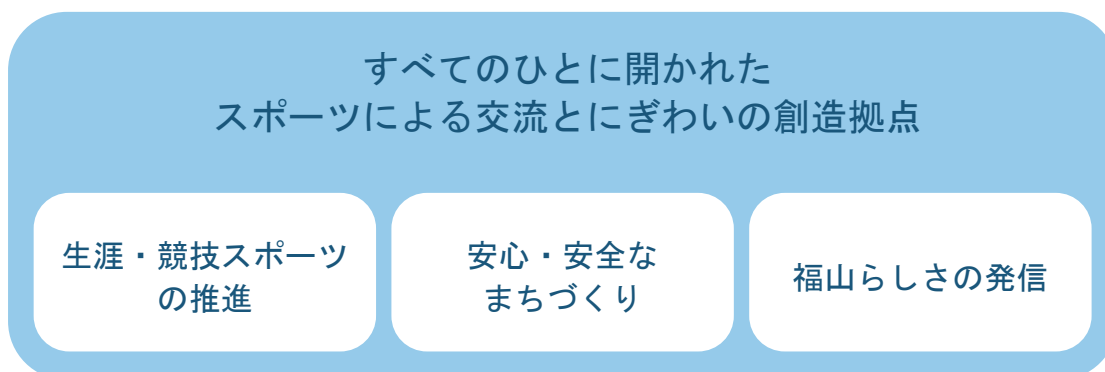 すべてのひとに開かれた
スポーツによる交流とにぎわいの創造拠点
生涯・競技スポーツ
の推進
安心・安全な
まちづくり
福山らしさの発信